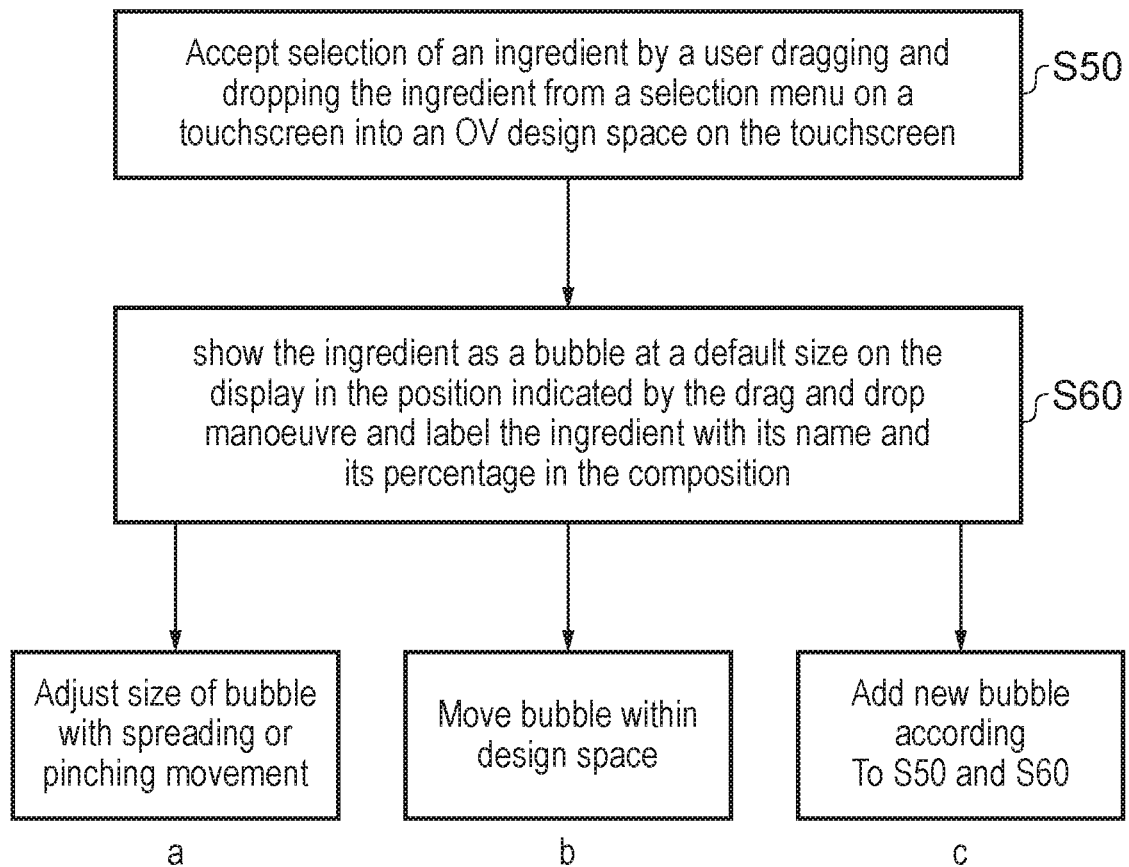 Accept selection of an ingredient by a user dragging and
dropping the ingredient from a selection menu on a
touchscreen into an OV design space on the touchscreen
S50
show the ingredient as a bubble at a default size on the
display in the position indicated by the drag and drop
manoeuvre and label the ingredient with its name and
its percentage in the composition
S60
Adjust size of bubble
with spreading or
pinching movement
Move bubble within
design space
Add new bubble
according
To S50 and S60
a
b
c